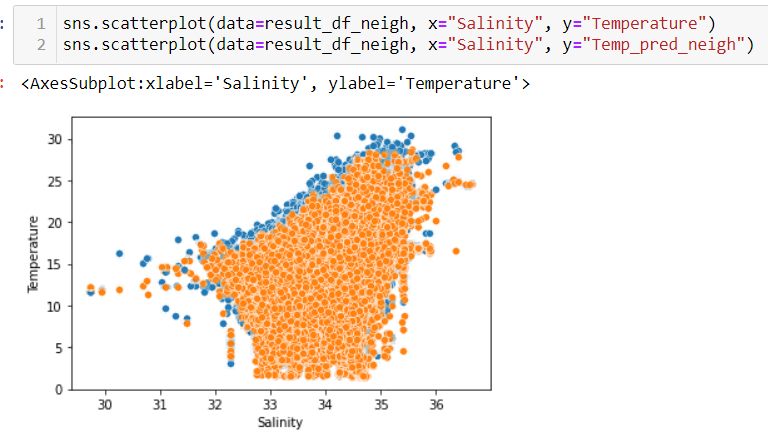 :
1 sns.scatterplot(data=result_df_neigh, x="Salinity", y="Temperature")
2 sns.scatterplot(data=result_df_neigh, x="Salinity", y="Temp_pred_neigh")
: <AxesSubplot:xlabel='Salinity', ylabel='Temperature'>
30
25
20
15
10
5
0
Temperature
30 31 32 33 34 35 36
Salinity